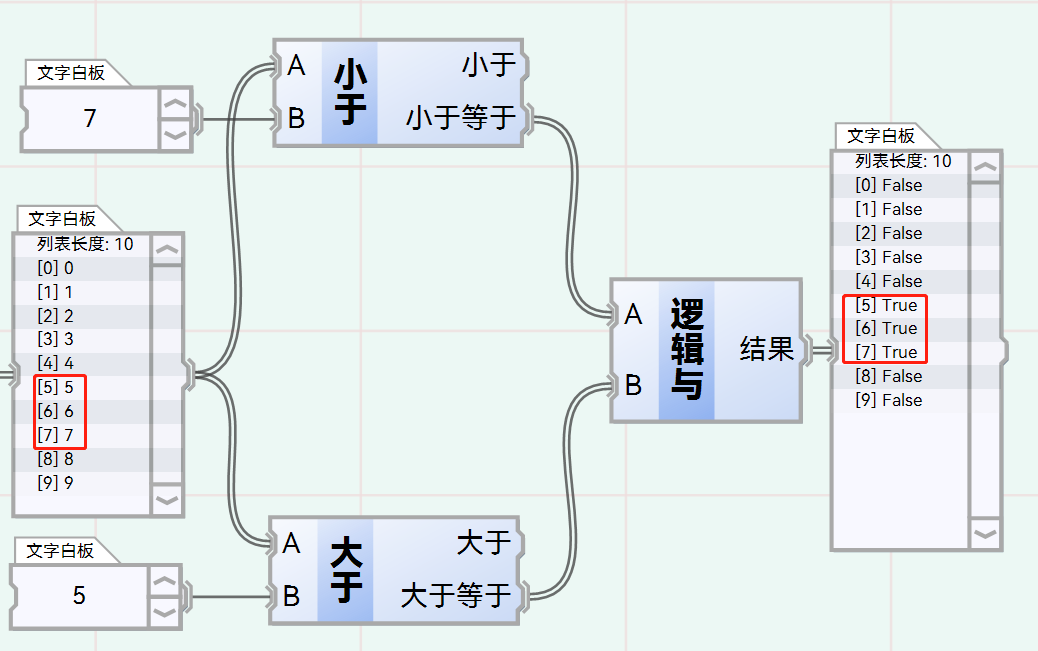 文字白板
7
A
小于
小于
B
小于等于
文字白板
列表长度: 10
[0] 0
[1] 1
[2] 2
[3] 3
[4] 4
[5] 5
[6] 6
[7] 7
[8] 8
[9] 9
文字白板
5
A
大于
大于
B
大于等于
A
逻辑与
结果
B
文字白板
列表长度: 10
[0] False
[1] False
[2] False
[3] False
[4] False
[5] True
[6] True
[7] True
[8] False
[9] False